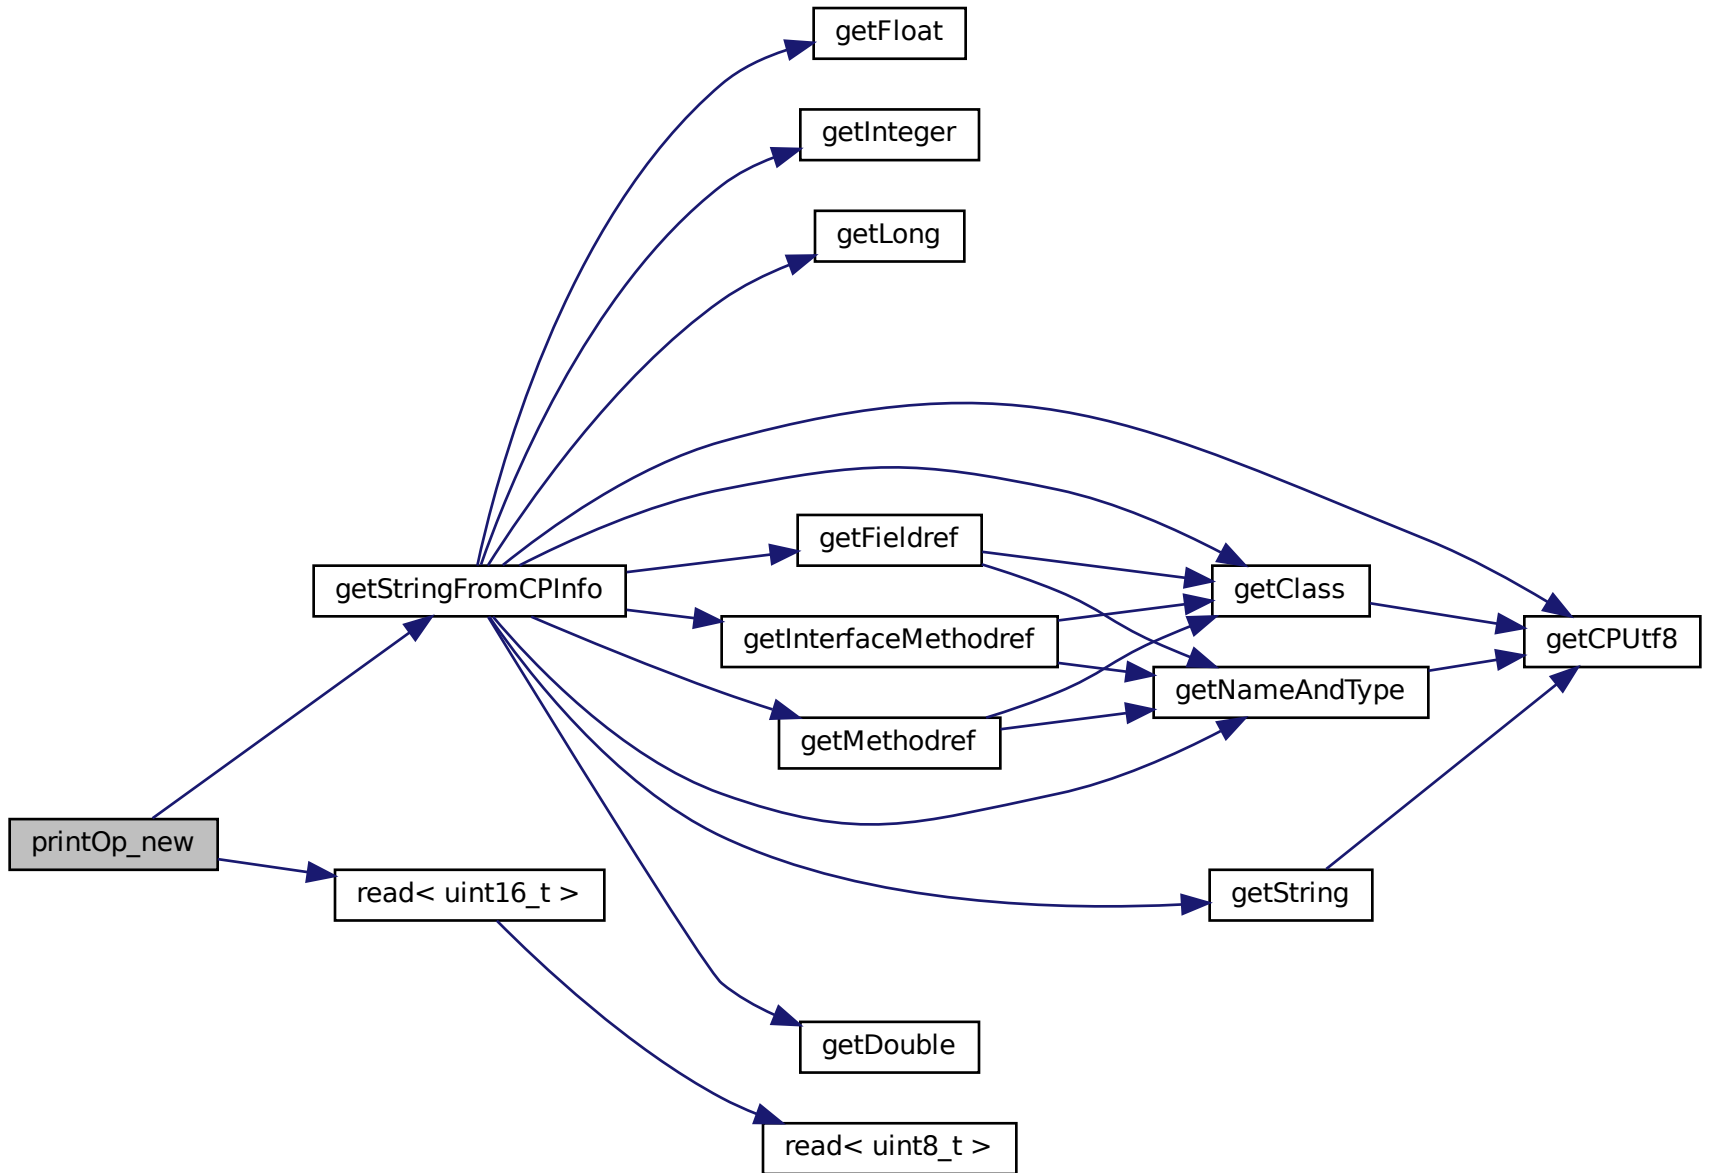 getFloat
getInteger
getLong
getFieldref
getStringFromCPInfo
getClass
getInterfaceMethodref
getCPUtf8
getNameAndType
getMethodref
printOp_new
read< uint16_t >
getString
getDouble
read< uint8_t >